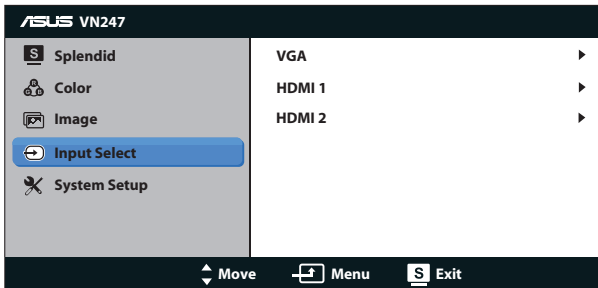 ASUS VN247
S Splendid
Color
Image
Input Select
System Setup
VGA
HDMI 1
HDMI 2
Move Menu S Exit